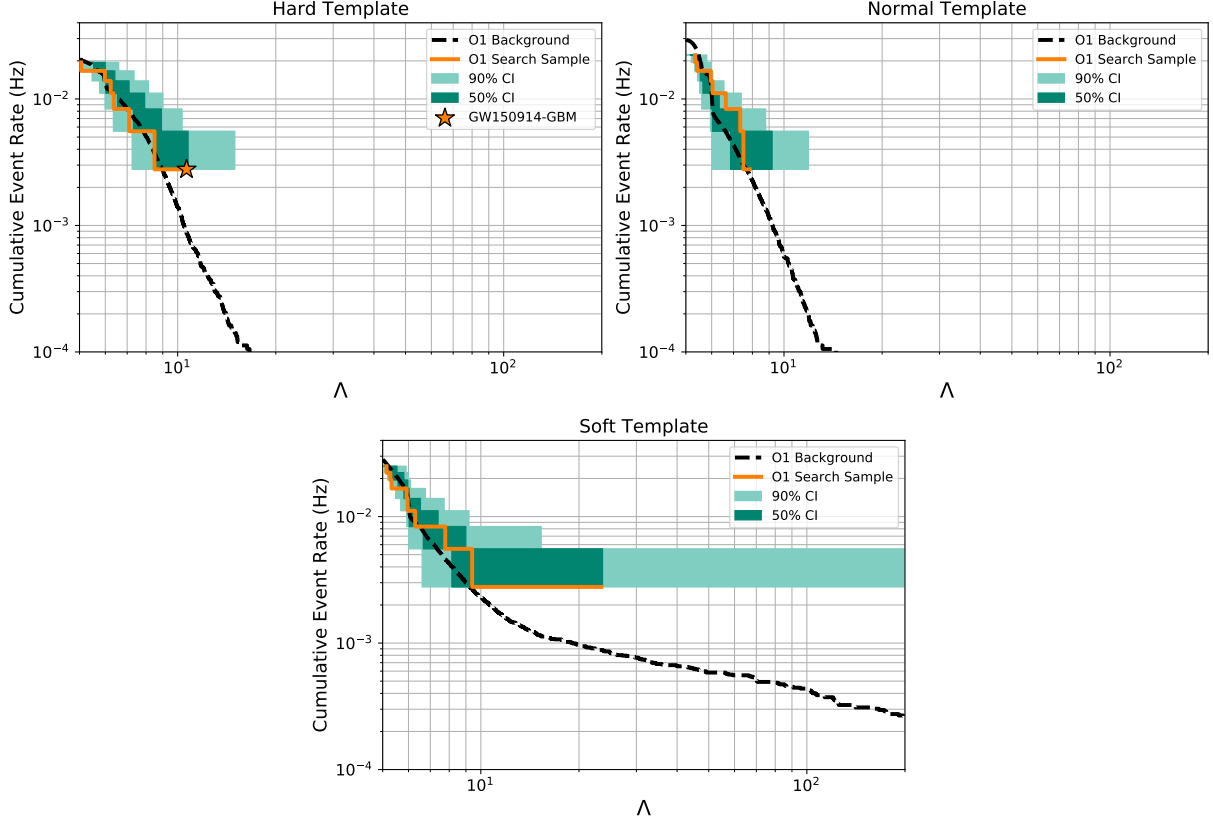 Hard Template
Cumulative Event Rate (Hz)
10⁻²
10⁻³
10⁻⁴
10¹
10²
Λ
O1 Background
O1 Search Sample
90% CI
50% CI
GW150914-GBM
Normal Template
Cumulative Event Rate (Hz)
10⁻²
10⁻³
10⁻⁴
10¹
10²
Λ
O1 Background
O1 Search Sample
90% CI
50% CI
Soft Template
Cumulative Event Rate (Hz)
10⁻²
10⁻³
10⁻⁴
10¹
10²
Λ
O1 Background
O1 Search Sample
90% CI
50% CI